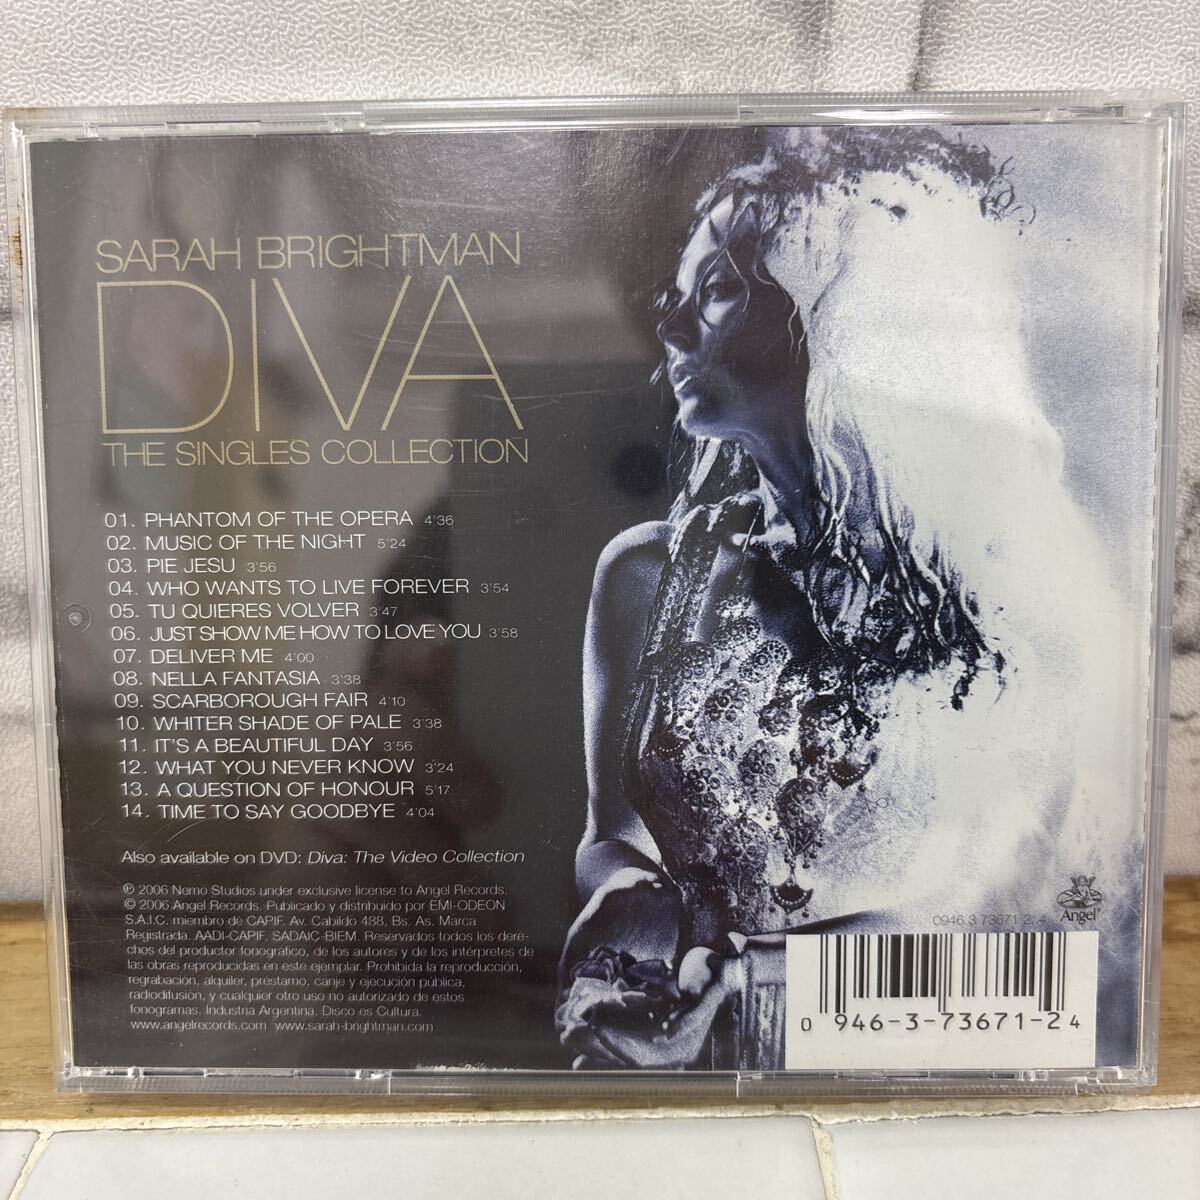 SARAH BRIGHTMAN
DIVA
THE SINGLES COLLECTION
01. PHANTOM OF THE OPERA 4'36
02. MUSIC OF THE NIGHT 5'24
03. PIE JESU 3'56
04. WHO WANTS TO LIVE FOREVER 3'54
05. TU QUIERES VOLVER 3'47
06. JUST SHOW ME HOW TO LOVE YOU 3'58
07. DELIVER ME 4'00
08. NELLA FANTASIA 3'38
09. SCARBOROUGH FAIR 4'10
10. WHITER SHADE OF PALE 3'38
11. IT'S A BEAUTIFUL DAY 3'56
12. WHAT YOU NEVER KNOW 3'24
13. A QUESTION OF HONOUR 5'17
14. TIME TO SAY GOODBYE 4'04
Also available on DVD: Diva: The Video Collection
℗ 2006 Nemo Studios under exclusive license to Angel Records.
© 2006 Angel Records. Publicado y distribuido por EMI-ODEON
S.A.I.C. miembro de CAPIF, Av. Cabildo 488, Bs. As. Marca
Registrada. AADI-CAPIF, SADAIC-BIEM. Reservados todos los dere-
chos del productor fonográfico, de los autores y de los intérpretes de
las obras reproducidas en este ejemplar. Prohibida la reproducción,
regrabación, alquiler, préstamo, canje y ejecución pública,
radiodifusión, y cualquier otro uso no autorizado de estos
fonogramas. Industria Argentina. Disco es Cultura.
www.angelrecords.com www.sarah-brightman.com
Angel
0946 3 73671 2 4
0 946-3-73671-2 4